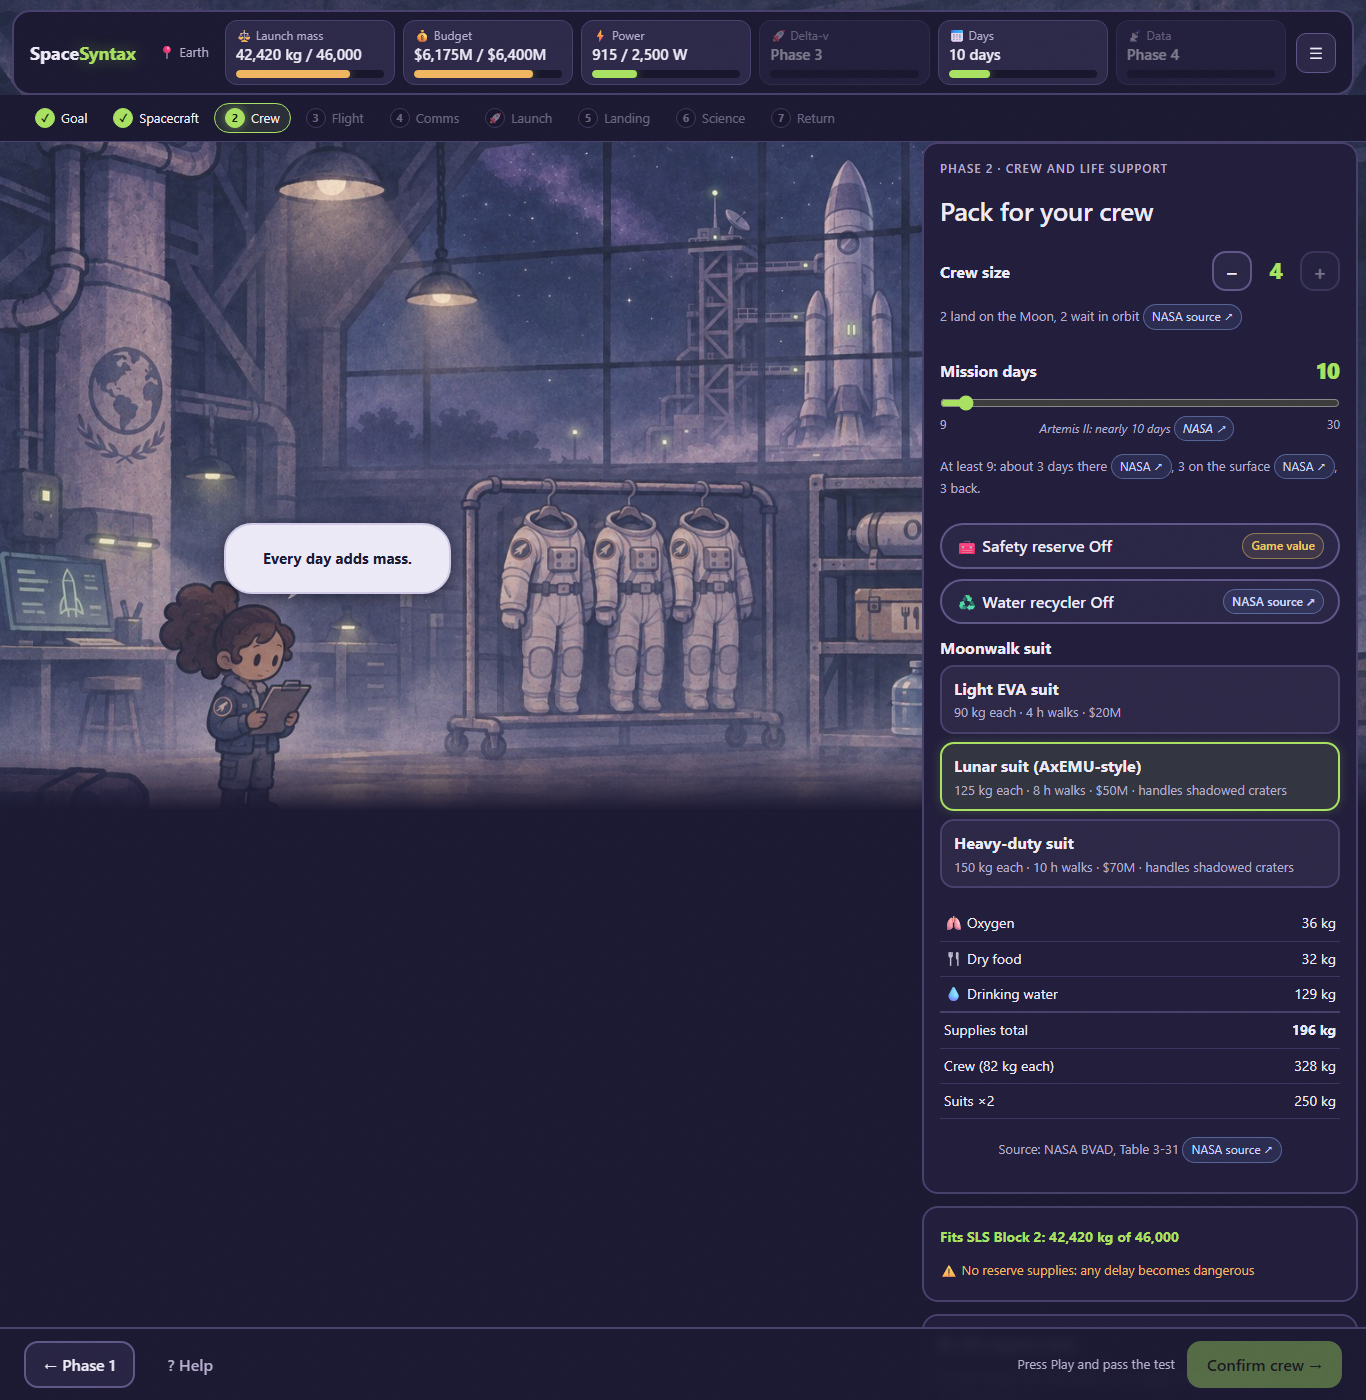 SpaceSyntax
📍 Earth
⚖️ Launch mass
42,420 kg / 46,000
💰 Budget
$6,175M / $6,400M
⚡ Power
915 / 2,500 W
🚀 Delta-v
Phase 3
📅 Days
10 days
📡 Data
Phase 4
☰
✓ Goal
✓ Spacecraft
2 Crew
3 Flight
4 Comms
🚀 Launch
5 Landing
6 Science
7 Return
Every day adds mass.
PHASE 2 · CREW AND LIFE SUPPORT
Pack for your crew
Crew size
− 4 +
2 land on the Moon, 2 wait in orbit NASA source ↗
Mission days 10
9 Artemis II: nearly 10 days NASA ↗ 30
At least 9: about 3 days there NASA ↗, 3 on the surface NASA ↗,
3 back.
🧰 Safety reserve Off Game value
♻️ Water recycler Off NASA source ↗
Moonwalk suit
Light EVA suit
90 kg each · 4 h walks · $20M
Lunar suit (AxEMU-style)
125 kg each · 8 h walks · $50M · handles shadowed craters
Heavy-duty suit
150 kg each · 10 h walks · $70M · handles shadowed craters
🫁 Oxygen 36 kg
🍴 Dry food 32 kg
💧 Drinking water 129 kg
Supplies total 196 kg
Crew (82 kg each) 328 kg
Suits ×2 250 kg
Source: NASA BVAD, Table 3-31 NASA source ↗
Fits SLS Block 2: 42,420 kg of 46,000
⚠️ No reserve supplies: any delay becomes dangerous
← Phase 1
? Help
Press Play and pass the test
Confirm crew →